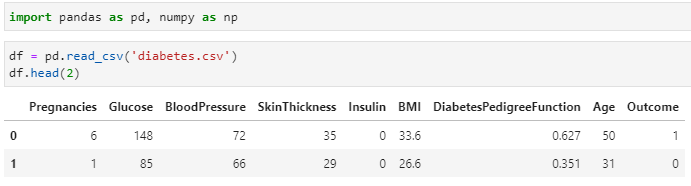 import pandas as pd, numpy as np
df = pd.read_csv('diabetes.csv')
df.head(2)
Pregnancies Glucose BloodPressure SkinThickness Insulin BMI DiabetesPedigreeFunction Age Outcome
0 6 148 72 35 0 33.6 0.627 50 1
1 1 85 66 29 0 26.6 0.351 31 0